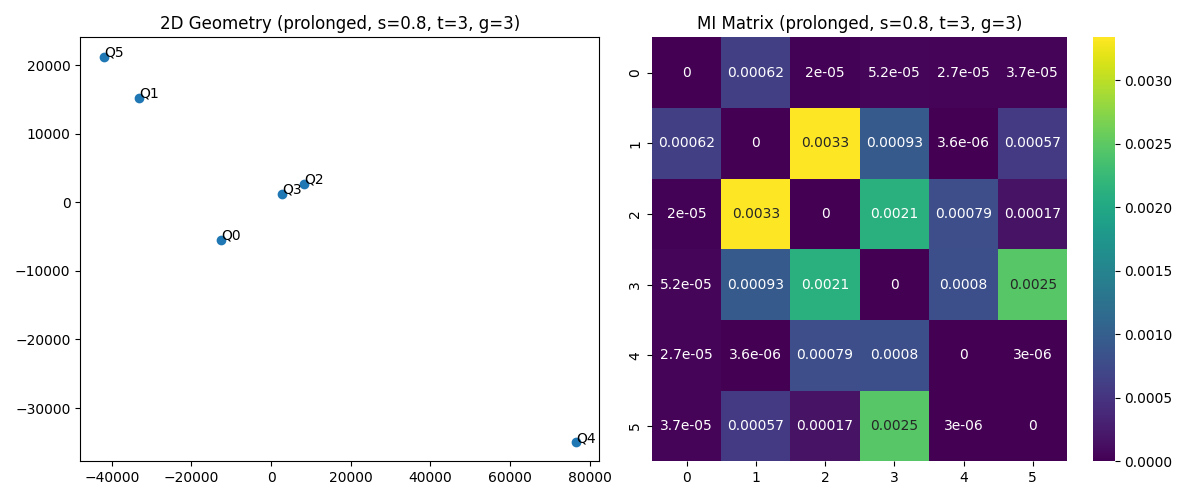 2D Geometry (prolonged, s=0.8, t=3, g=3)
20000
10000
0
−10000
−20000
−30000
Q5
Q1
Q2
Q3
Q0
Q4
−40000 −20000 0 20000 40000 60000 80000
MI Matrix (prolonged, s=0.8, t=3, g=3)
0 0 0.00062 2e-05 5.2e-05 2.7e-05 3.7e-05
1 0.00062 0 0.0033 0.00093 3.6e-06 0.00057
2 2e-05 0.0033 0 0.0021 0.00079 0.00017
3 5.2e-05 0.00093 0.0021 0 0.0008 0.0025
4 2.7e-05 3.6e-06 0.00079 0.0008 0 3e-06
5 3.7e-05 0.00057 0.00017 0.0025 3e-06 0
0 1 2 3 4 5
0.0030
0.0025
0.0020
0.0015
0.0010
0.0005
0.0000